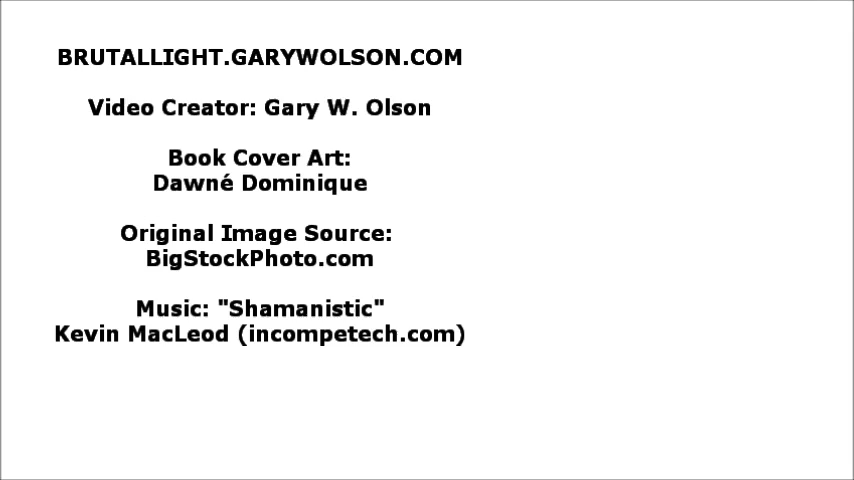 BRUTALLIGHT.GARYWOLSON.COM
Video Creator: Gary W. Olson
Book Cover Art:
Dawné Dominique
Original Image Source:
BigStockPhoto.com
Music: "Shamanistic"
Kevin MacLeod (incompetech.com)